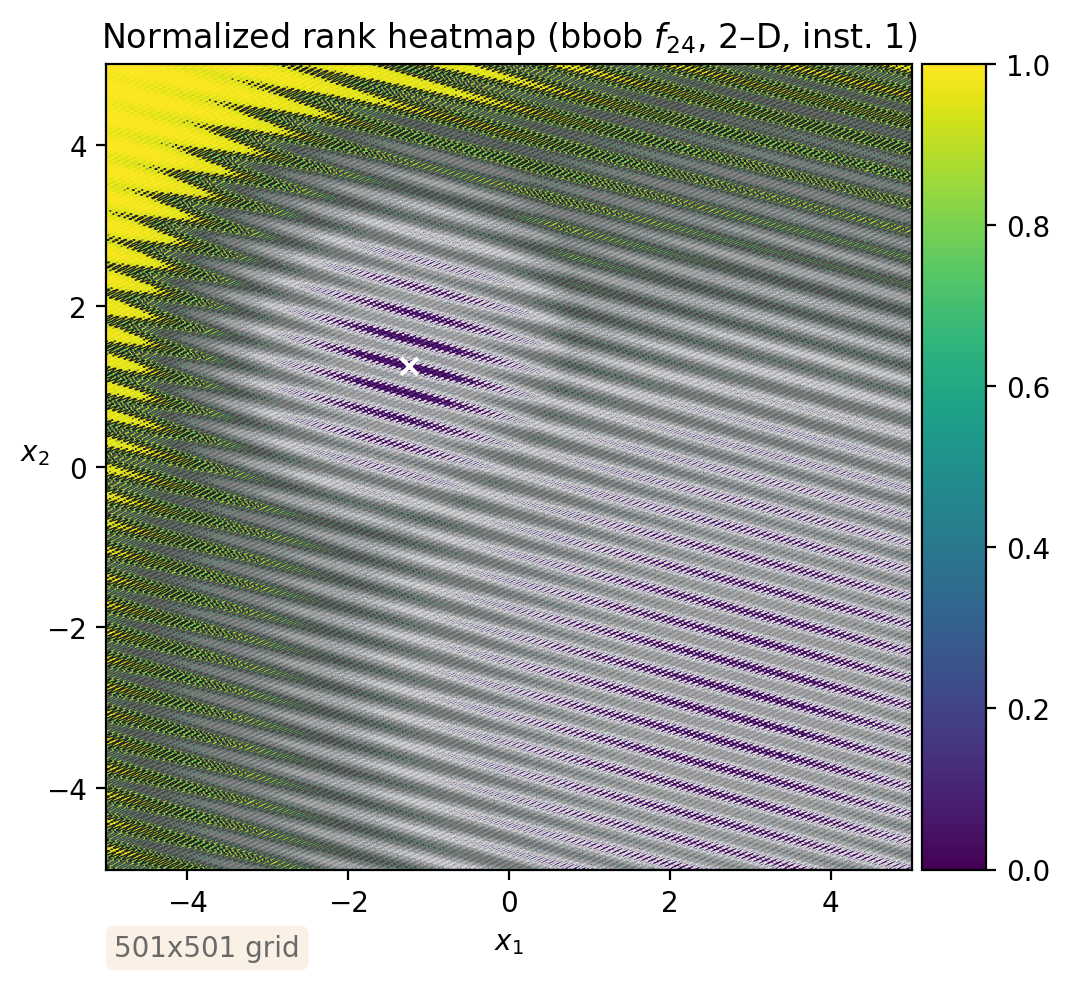 Normalized rank heatmap (bbob f₂₄, 2–D, inst. 1)
1.0
0.8
0.6
0.4
0.2
0.0
4
2
0
−2
−4
x₂
−4 −2 0 2 4
x₁
501x501 grid